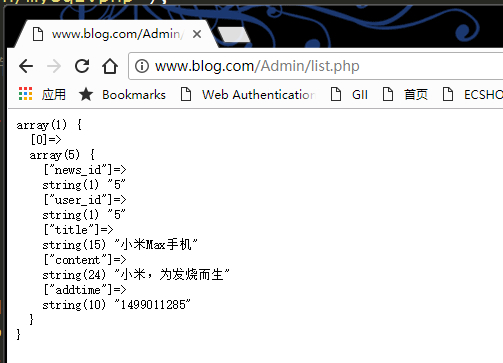 www.blog.com/Admin/
www.blog.com/Admin/list.php
应用 Bookmarks Web Authentication GII 首页 ECSHO
array(1) {
[0]=>
array(5) {
["news_id"]=>
string(1) "5"
["user_id"]=>
string(1) "5"
["title"]=>
string(15) "小米Max手机"
["content"]=>
string(24) "小米，为发烧而生"
["addtime"]=>
string(10) "1499011285"
}
}